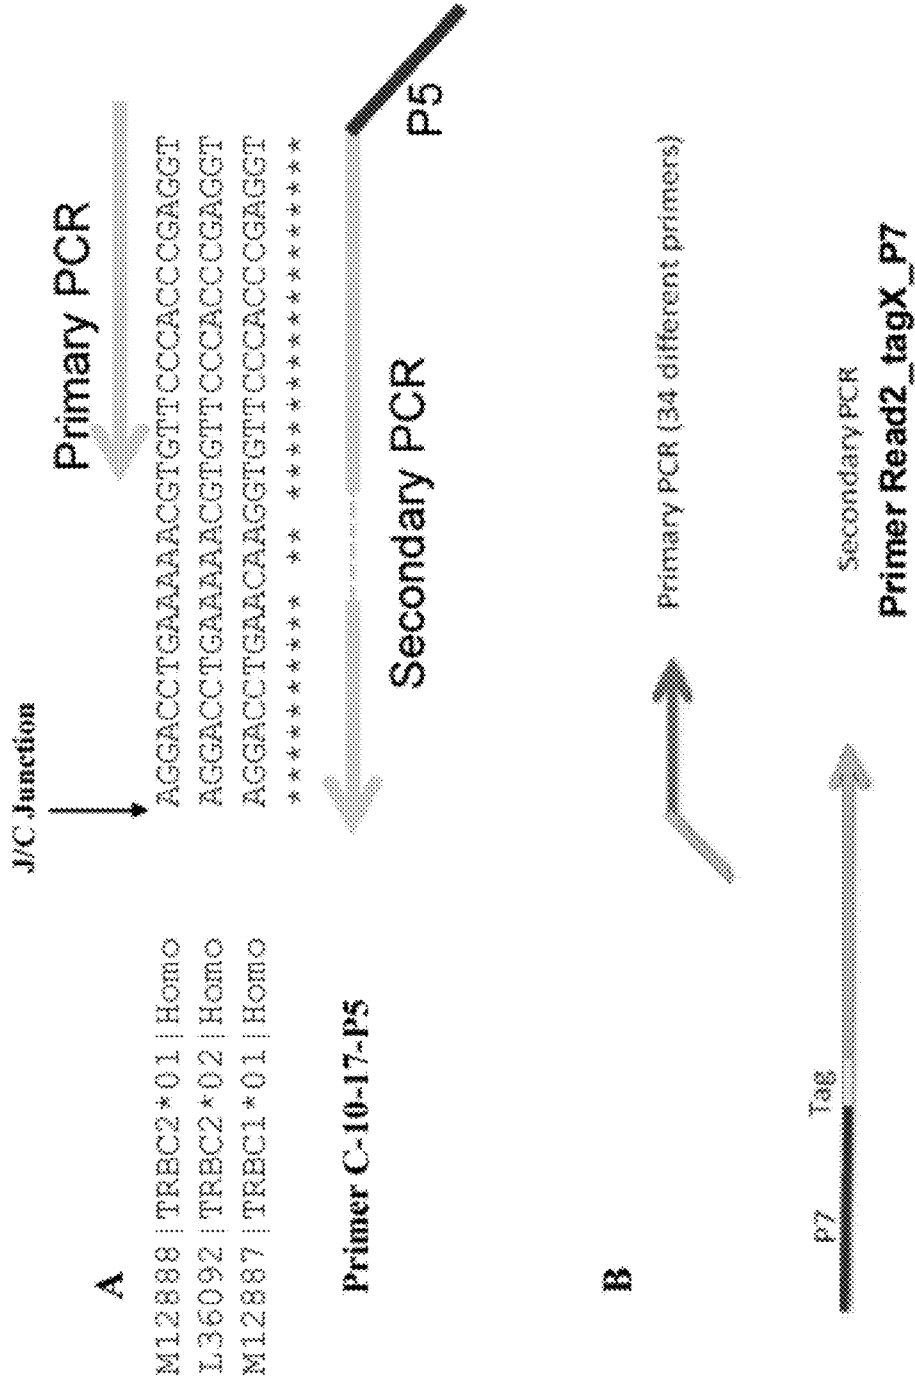 A
J/C Junction
Primary PCR
M12888|TRBC2*01|Homo AGGACCTGAAAAACGTGTTCCCACCCGAGGT
L36092|TRBC2*02|Homo AGGACCTGAAAAACGTGTTCCCACCCGAGGT
M12887|TRBC1*01|Homo AGGACCTGAACAAGGTGTTCCCACCCGAGGT
********** ** *****************
Primer C-10-17-P5
Secondary PCR
P5
B
Primary PCR (34 different primers)
P7 Tag
Secondary PCR
Primer Read2_tagX_P7